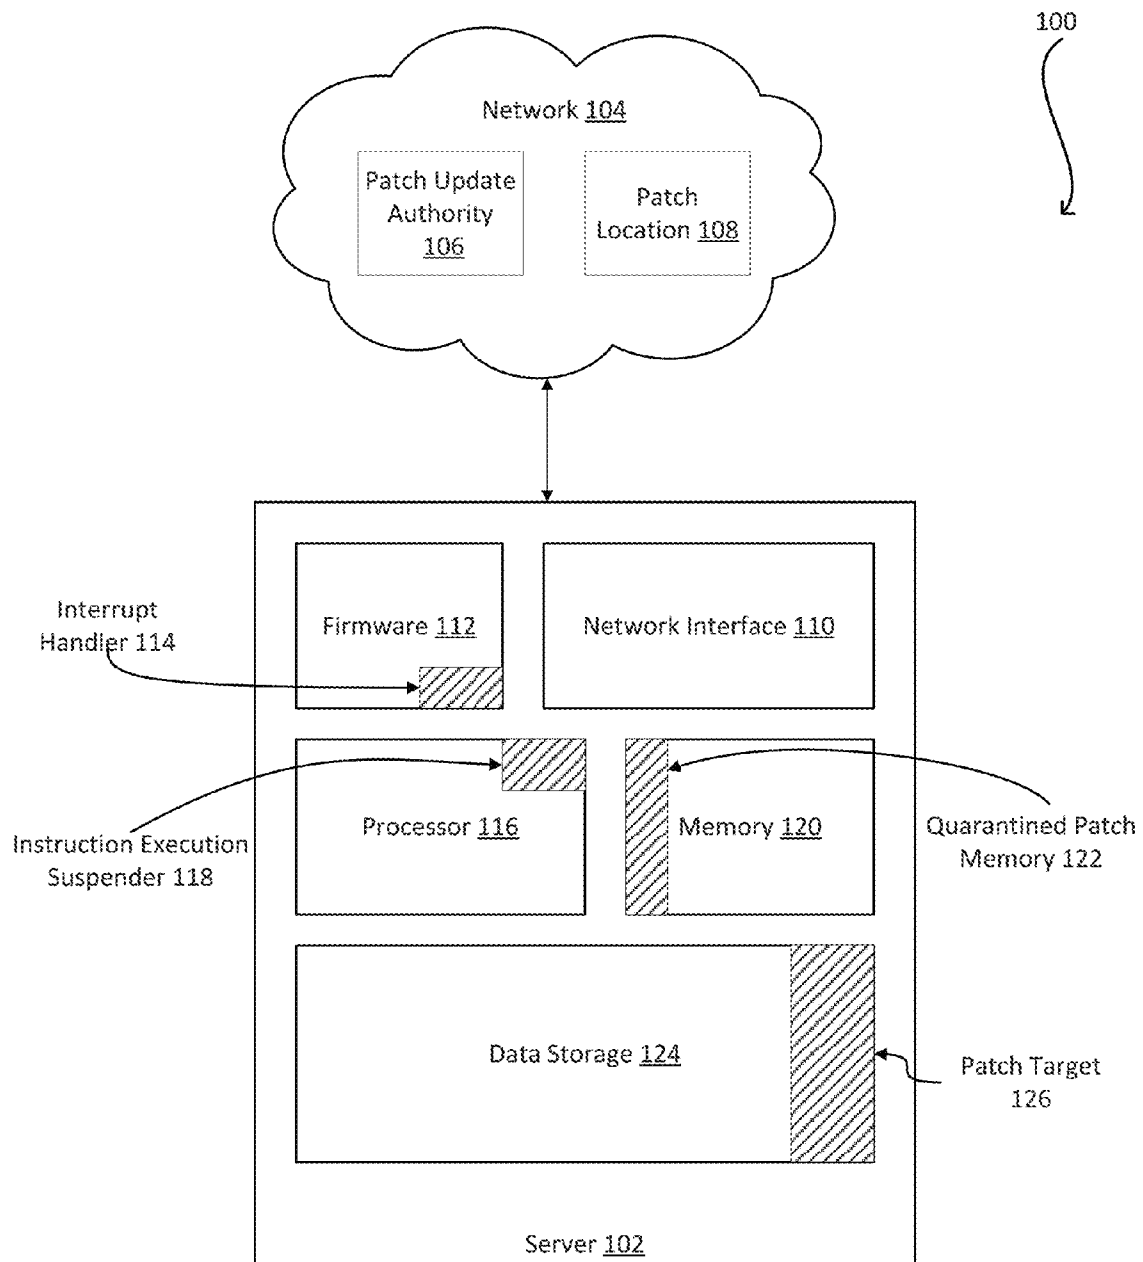 100
Network 104
Patch Update
Authority
106
Patch
Location 108
Interrupt
Handler 114
Firmware 112
Network Interface 110
Instruction Execution
Suspender 118
Processor 116
Memory 120
Quarantined Patch
Memory 122
Data Storage 124
Patch Target
126
Server 102